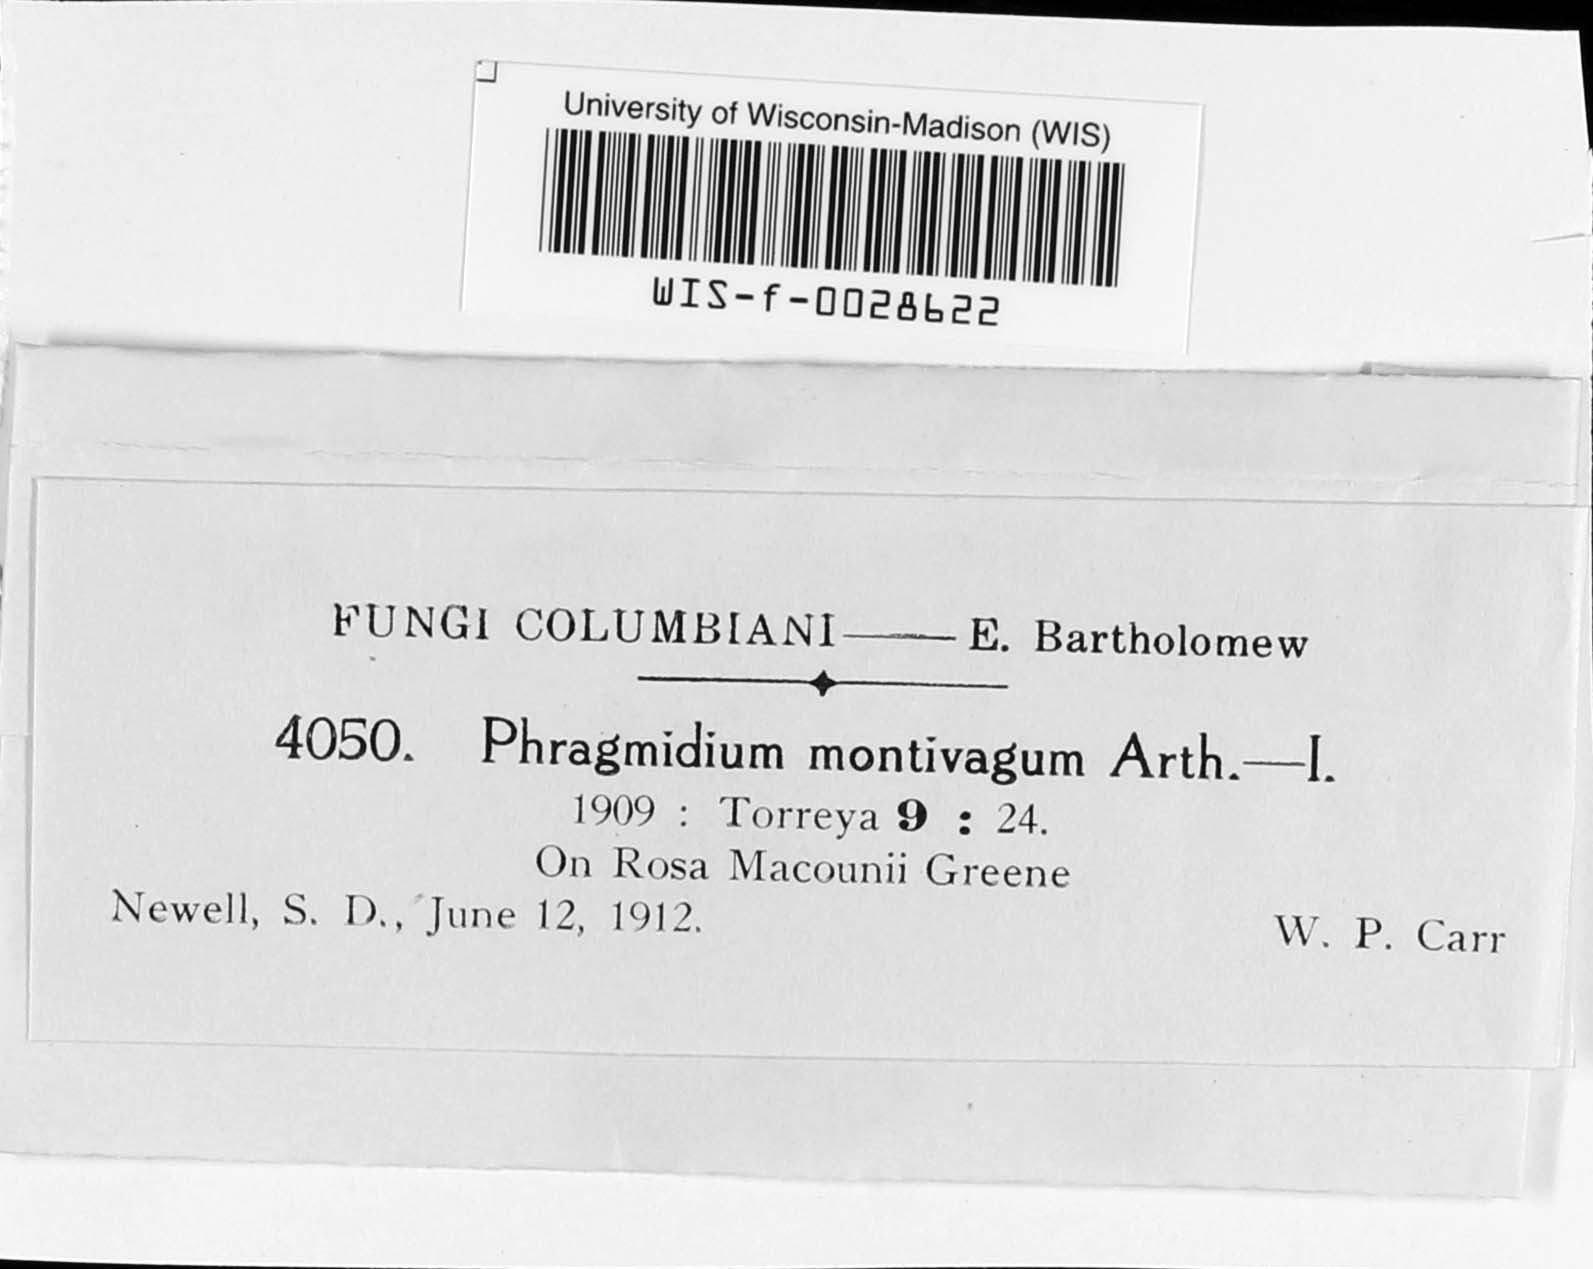 University of Wisconsin-Madison (WIS)
WIS-f-0028622
FUNGI COLUMBIANI—— E. Bartholomew
4050. Phragmidium montivagum Arth.—I.
1909 : Torreya 9 : 24.
On Rosa Macounii Greene
Newell, S. D., June 12, 1912.
W. P. Carr